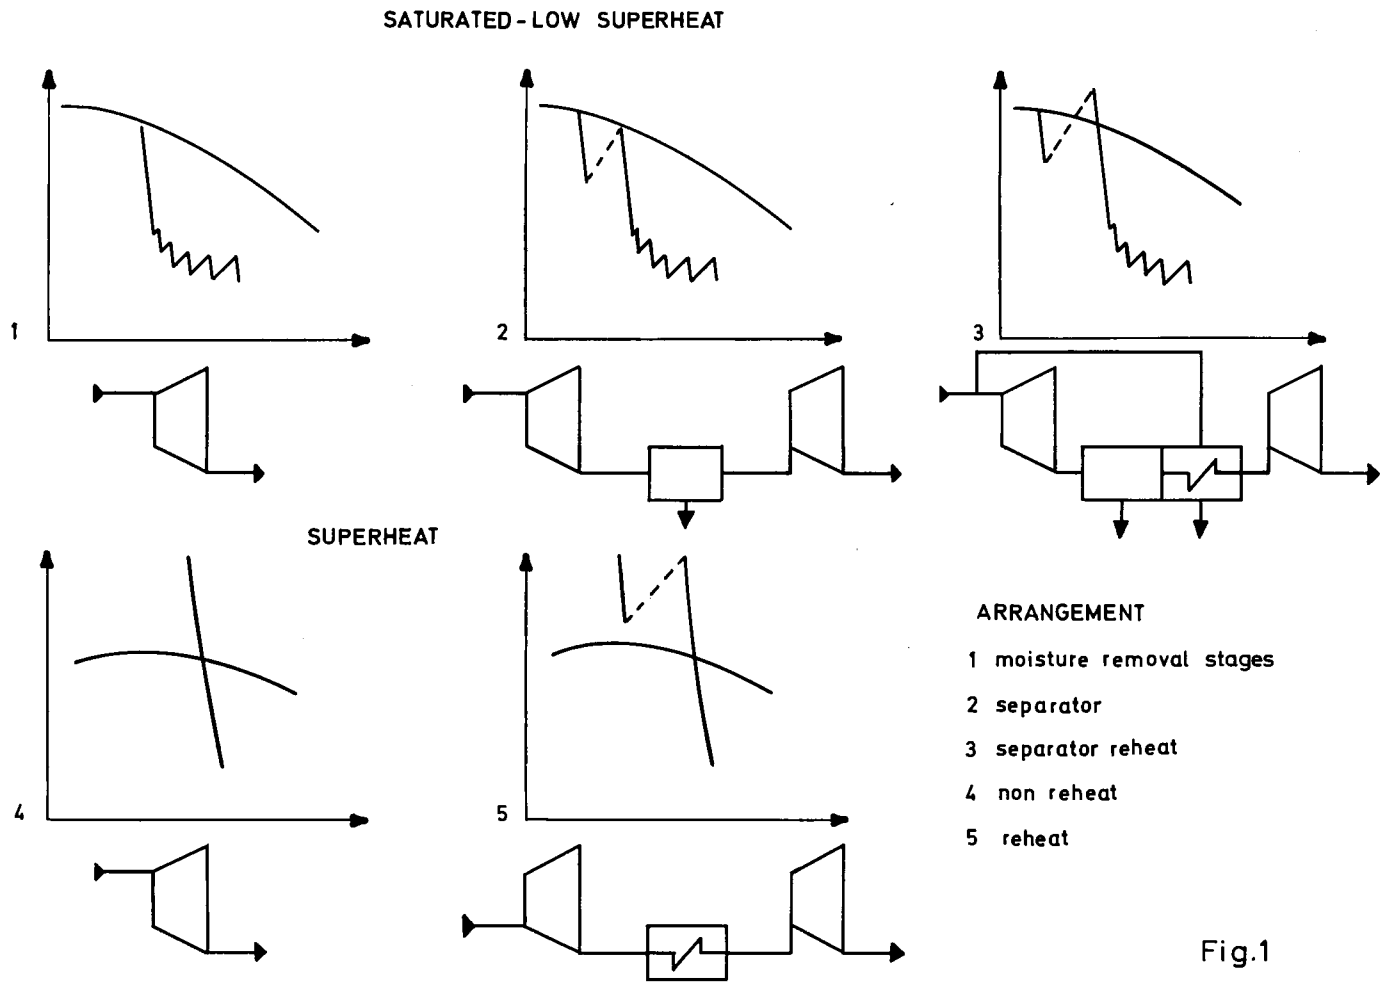 SATURATED-LOW SUPERHEAT
1
2
3
SUPERHEAT
4
5
ARRANGEMENT
1 moisture removal stages
2 separator
3 separator reheat
4 non reheat
5 reheat
Fig.1